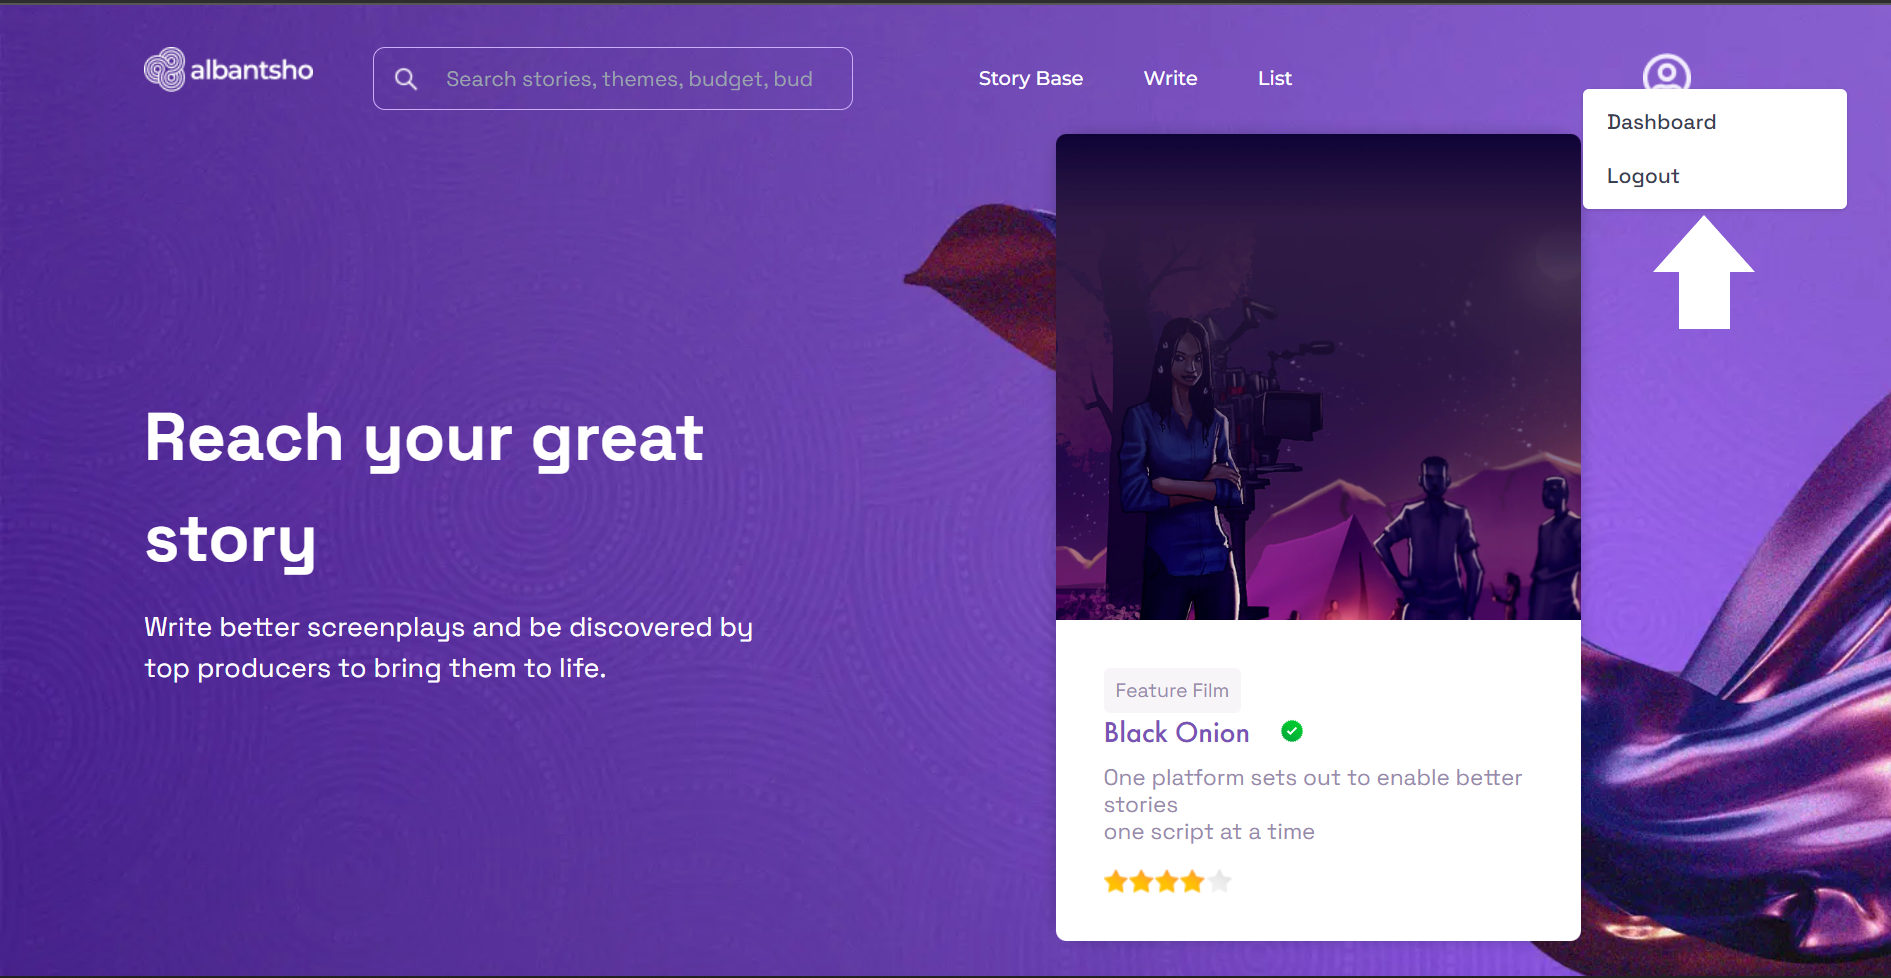 albantsho
Search stories, themes, budget, bud
Story Base
Write
List
Dashboard
Logout
Reach your great
story
Write better screenplays and be discovered by
top producers to bring them to life.
Feature Film
Black Onion
One platform sets out to enable better
stories
one script at a time